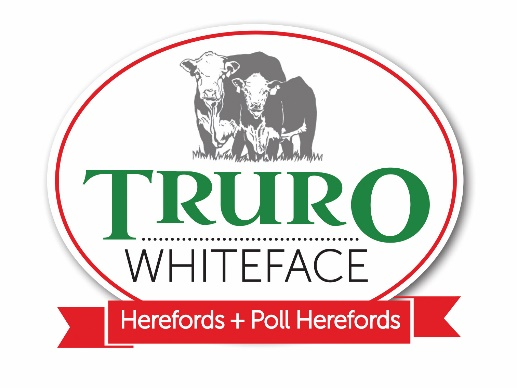 TRURO
WHITEFACE
Herefords + Poll Herefords